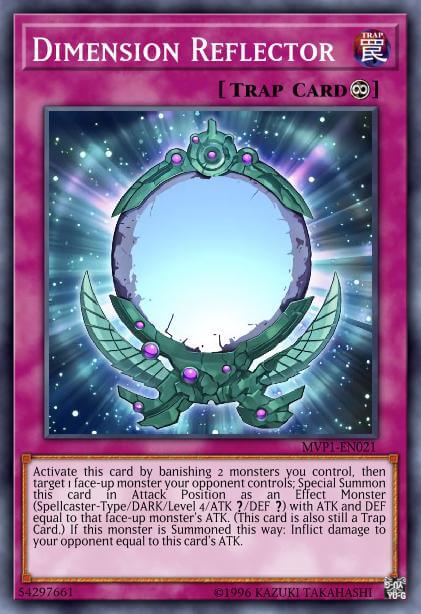 DIMENSION REFLECTOR
TRAP
罠
[TRAP CARD♾]
MVP1-EN021
Activate this card by banishing 2 monsters you control, then
target 1 face-up monster your opponent controls; Special Summon
this card in Attack Position as an Effect Monster
(Spellcaster-Type/DARK/Level 4/ATK ?/DEF ?) with ATK and DEF
equal to that face-up monster's ATK. (This card is also still a Trap
Card.) If this monster is Summoned this way: Inflict damage to
your opponent equal to this card's ATK.
54297661
©1996 KAZUKI TAKAHASHI